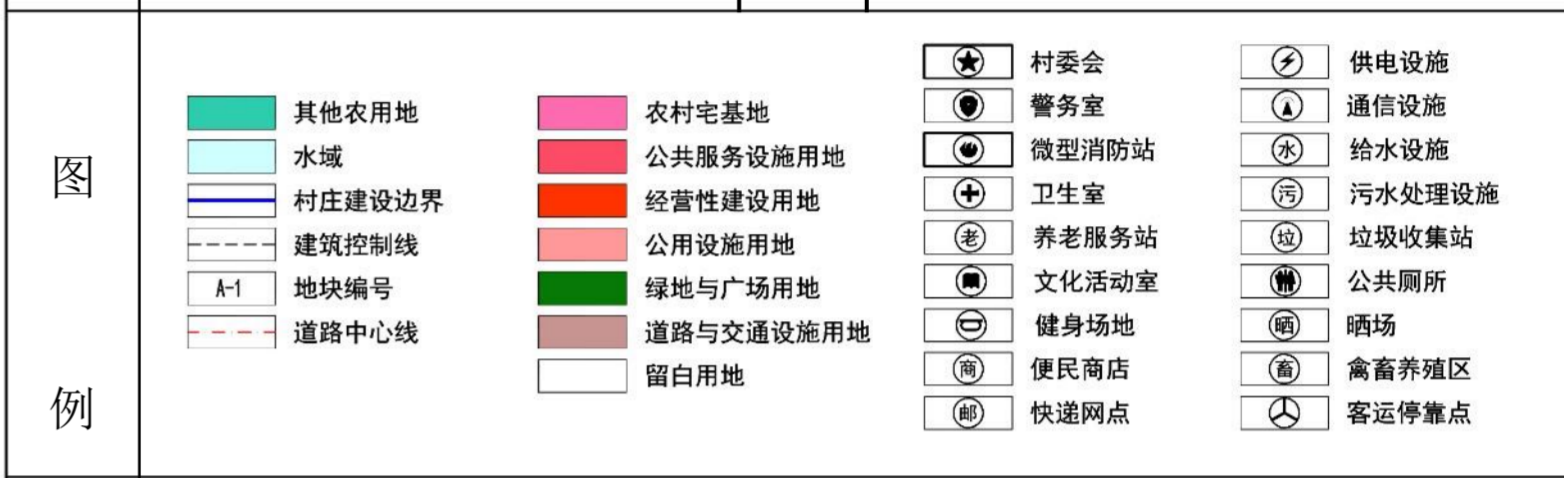 图例
其他农用地
水域
村庄建设边界
建筑控制线
A-1 地块编号
道路中心线
农村宅基地
公共服务设施用地
经营性建设用地
公用设施用地
绿地与广场用地
道路与交通设施用地
留白用地
村委会
警务室
微型消防站
卫生室
老 养老服务站
文化活动室
健身场地
商 便民商店
邮 快递网点
供电设施
通信设施
水 给水设施
污 污水处理设施
垃 垃圾收集站
公共厕所
晒 晒场
畜 禽畜养殖区
客运停靠点